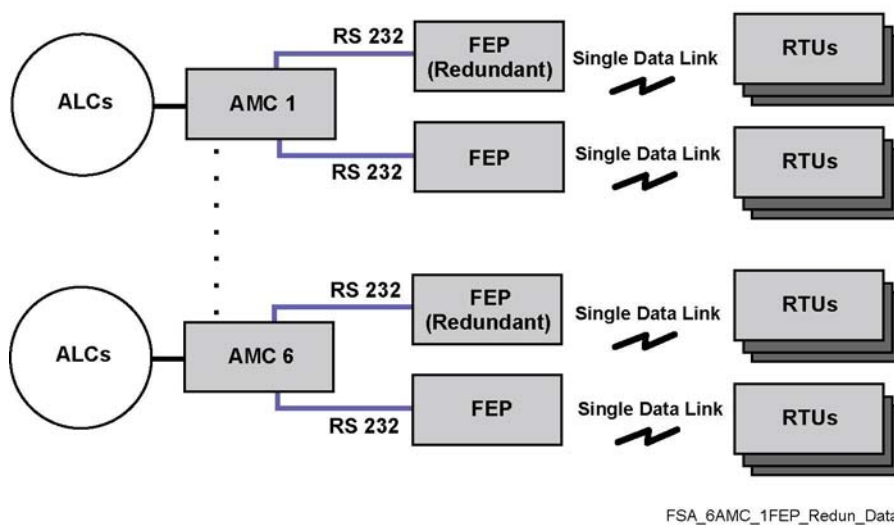 RS 232
FEP
(Redundant)
Single Data Link
RTUs
ALCs
AMC 1
RS 232
FEP
Single Data Link
RTUs
RS 232
FEP
(Redundant)
Single Data Link
RTUs
ALCs
AMC 6
RS 232
FEP
Single Data Link
RTUs
FSA_6AMC_1FEP_Redun_Data